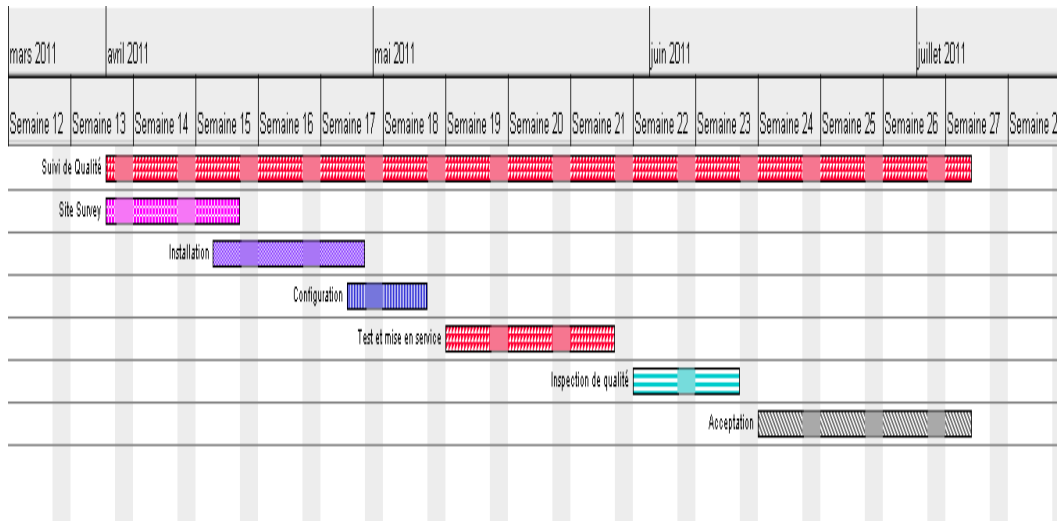 mars 2011 avril 2011 mai 2011 juin 2011 juillet 2011
Semaine 12 Semaine 13 Semaine 14 Semaine 15 Semaine 16 Semaine 17 Semaine 18 Semaine 19 Semaine 20 Semaine 21 Semaine 22 Semaine 23 Semaine 24 Semaine 25 Semaine 26 Semaine 27 Semaine 2
Suivi de Qualité
Site Survey
Installation
Configuration
Test et mise en service
Inspection de qualité
Acceptation